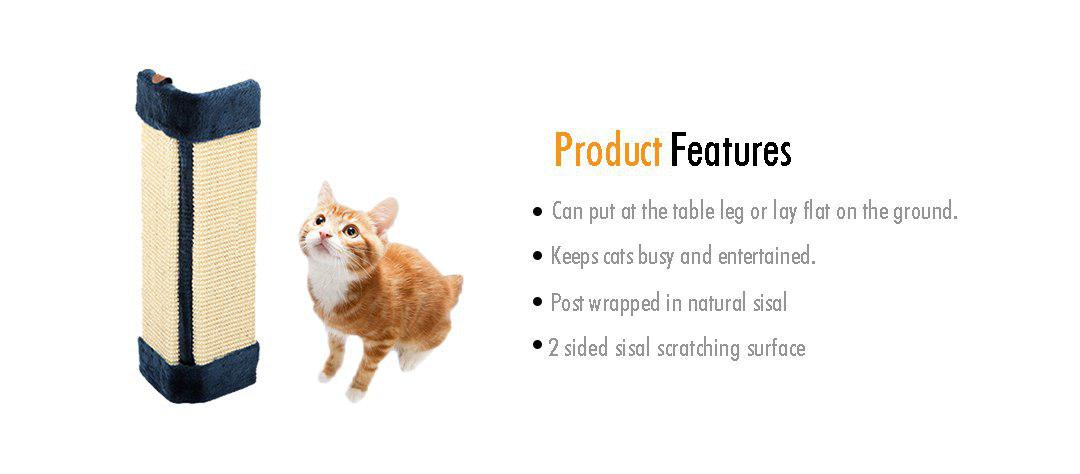 Product Features
• Can put at the table leg or lay flat on the ground.
• Keeps cats busy and entertained.
• Post wrapped in natural sisal
• 2 sided sisal scratching surface